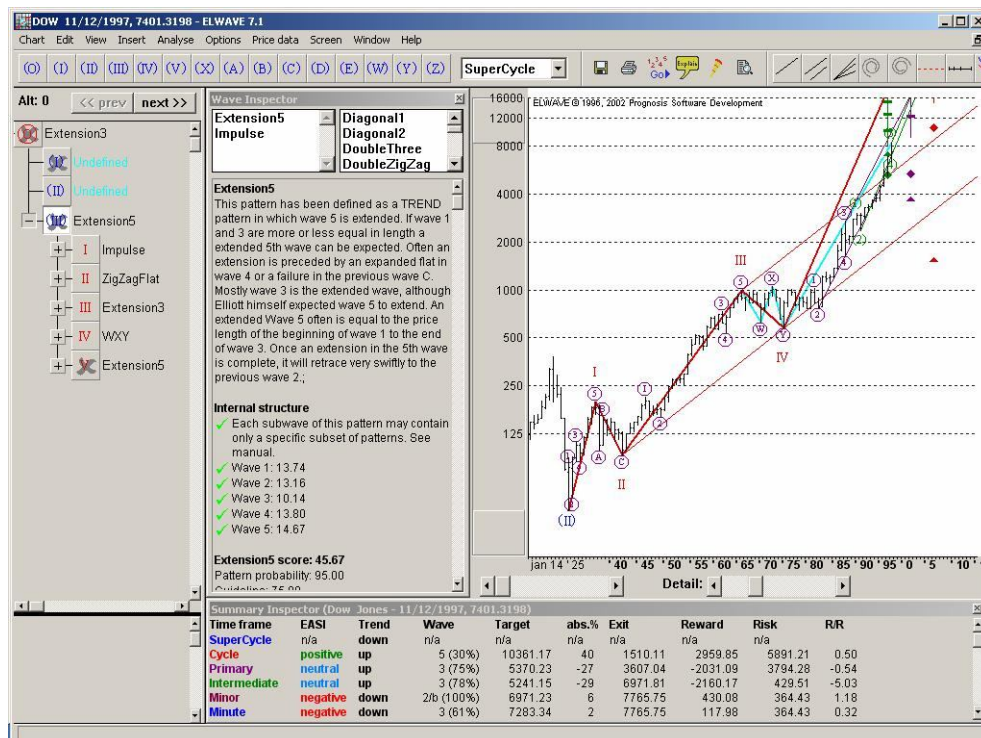 DOW 11/12/1997, 7401.3198 - ELWAVE 7.1
Chart Edit View Insert Analyse Options Price data Screen Window Help
(O) (I) (II) (III) (IV) (V) (X) (A) (B) (C) (D) (E) (W) (Y) (Z) SuperCycle
Alt: 0 << prev next >>
Extension3
Undefined
(II) Undefined
Extension5
I Impulse
II ZigZagFlat
III Extension3
IV WXY
V Extension5
Wave Inspector
Extension5
Impulse
Diagonal1
Diagonal2
DoubleThree
DoubleZigZag
Extension5
This pattern has been defined as a TREND
pattern in which wave 5 is extended. If wave 1
and 3 are more or less equal in length a
extended 5th wave can be expected. Often an
extension is preceded by an expanded flat in
wave 4 or a failure in the previous wave C.
Mostly wave 3 is the extended wave, although
Elliott himself expected wave 5 to extend. An
extended Wave 5 often is equal to the price
length of the beginning of wave 1 to the end
of wave 3. Once an extension in the 5th wave
is complete, it will retrace very swiftly to the
previous wave 2.;
Internal structure
Each subwave of this pattern may contain
only a specific subset of patterns. See
manual.
Wave 1: 13.74
Wave 2: 13.16
Wave 3: 10.14
Wave 4: 13.80
Wave 5: 14.67
Extension5 score: 45.67
Pattern probability: 95.00
Guideline: 75.00
ELWAVE © 1996, 2002 Prognosis Software Development
16000
12000
8000
4000
2000
1000
500
250
125
III
I
II
IV
(II)
jan 14 '25 '40 '45 '50 '55 '60 '65 '70 '75 '80 '85 '90 '95 '0 '5 '10
Detail:
Summary Inspector (Dow Jones - 11/12/1997, 7401.3198)
Time frame EASI Trend Wave Target abs.% Exit Reward Risk R/R
SuperCycle n/a down n/a n/a n/a n/a n/a n/a n/a
Cycle positive up 5 (30%) 10361.17 40 1510.11 2959.85 5891.21 0.50
Primary neutral up 3 (75%) 5370.23 -27 3607.04 -2031.09 3794.28 -0.54
Intermediate neutral up 3 (78%) 5241.15 -29 6971.81 -2160.17 429.51 -5.03
Minor negative down 2/b (100%) 6971.23 6 7765.75 430.08 364.43 1.18
Minute negative down 3 (61%) 7283.34 2 7765.75 117.98 364.43 0.32